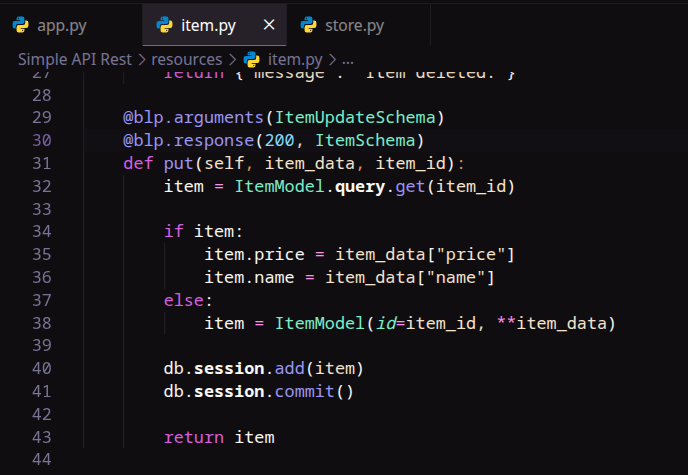 app.py item.py × store.py
Simple API Rest > resources > item.py > ...
27 return {"message": "Item deleted."}
28
29 @blp.arguments(ItemUpdateSchema)
30 @blp.response(200, ItemSchema)
31 def put(self, item_data, item_id):
32 item = ItemModel.query.get(item_id)
33
34 if item:
35 item.price = item_data["price"]
36 item.name = item_data["name"]
37 else:
38 item = ItemModel(id=item_id, **item_data)
39
40 db.session.add(item)
41 db.session.commit()
42
43 return item
44